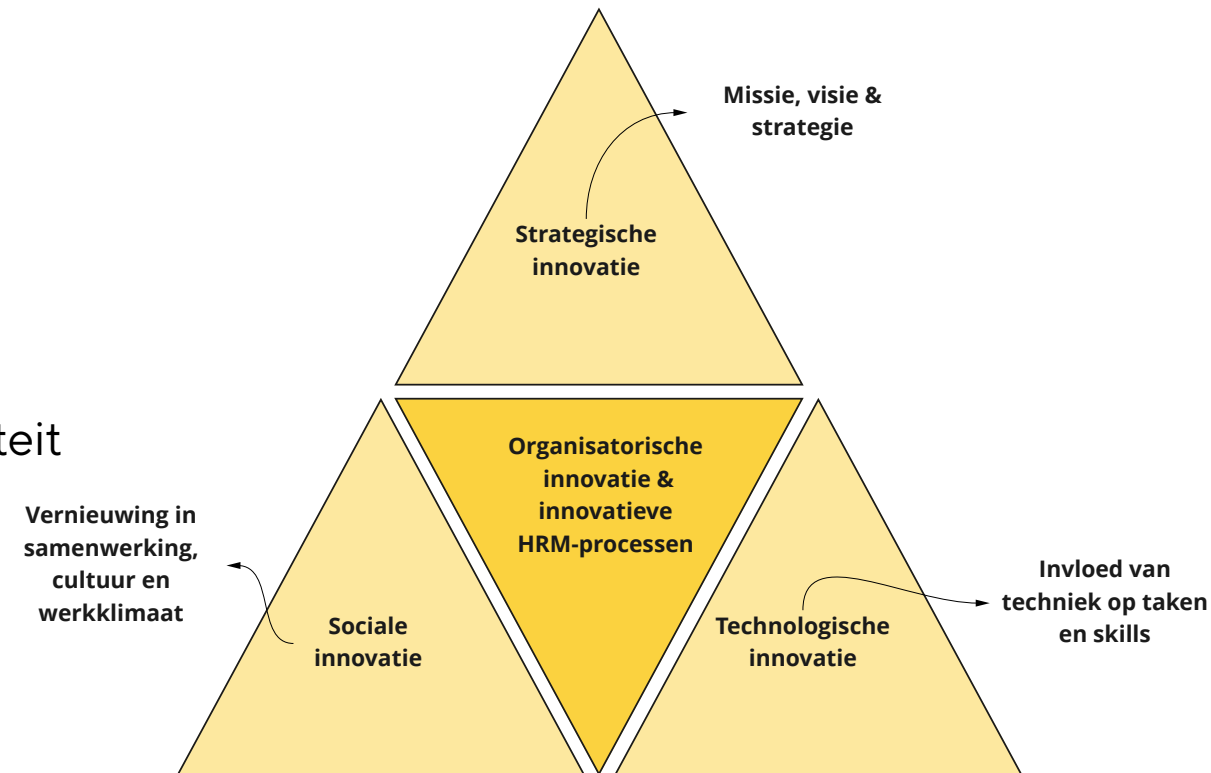 Missie, visie &
strategie
Strategische
innovatie
teit
Organisatorische
innovatie &
innovatieve
HRM-processen
Vernieuwing in
samenwerking,
cultuur en
werkklimaat
Sociale
innovatie
Technologische
innovatie
Invloed van
techniek op taken
en skills